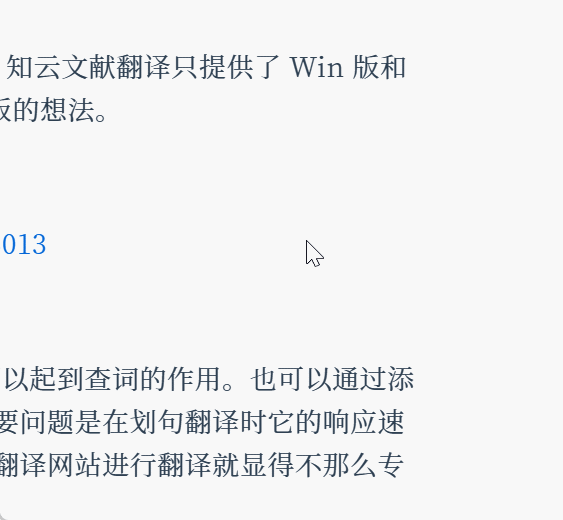 知云文献翻译只提供了 Win 版和
版的想法。
013
以起到查词的作用。也可以通过添
要问题是在划句翻译时它的响应速
翻译网站进行翻译就显得不那么专